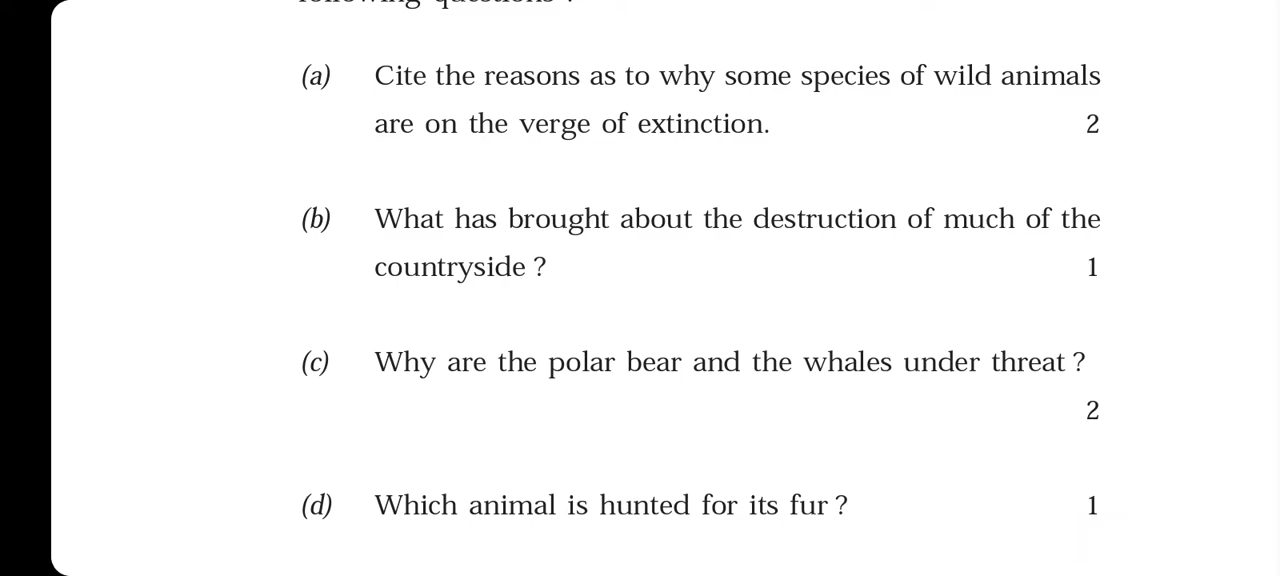 following questions :
(a) Cite the reasons as to why some species of wild animals
are on the verge of extinction. 2
(b) What has brought about the destruction of much of the
countryside ? 1
(c) Why are the polar bear and the whales under threat ?
2
(d) Which animal is hunted for its fur ? 1